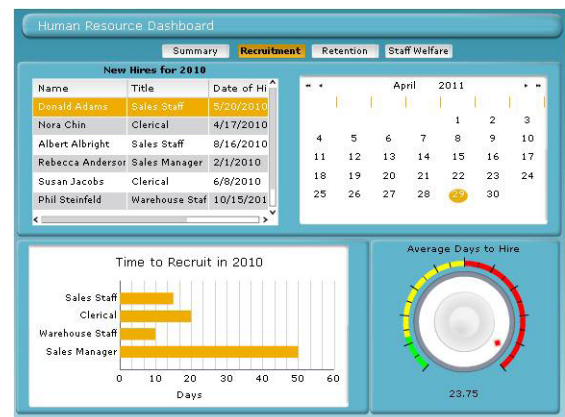 Human Resource Dashboard
Summary Recruitment Retention Staff Welfare
New Hires for 2010
Name Title Date of Hi
Donald Adams Sales Staff 5/20/2010
Nora Chin Clerical 4/17/2010
Albert Albright Sales Staff 8/16/2010
Rebecca Anderson Sales Manager 2/1/2010
Susan Jacobs Clerical 6/8/2010
Phil Steinfeld Warehouse Staf 10/15/201
April 2011
1 2 3
4 5 6 7 8 9 10
11 12 13 14 15 16 17
18 19 20 21 22 23 24
25 26 27 28 29 30
Time to Recruit in 2010
Sales Staff
Clerical
Warehouse Staff
Sales Manager
0 10 20 30 40 50 60
Days
Average Days to Hire
23.75